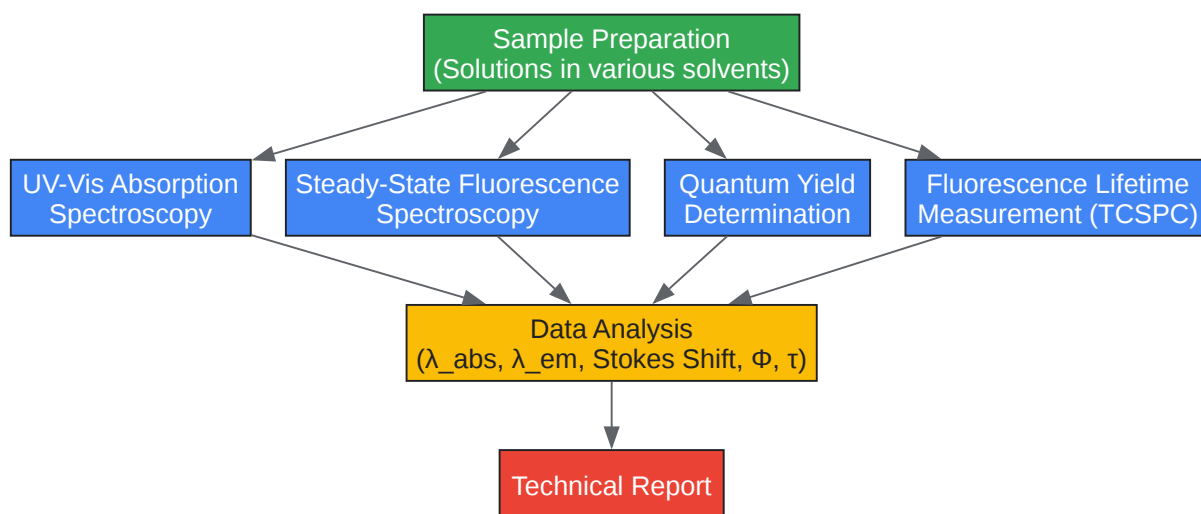 Sample Preparation
(Solutions in various solvents)
UV-Vis Absorption
Spectroscopy
Steady-State Fluorescence
Spectroscopy
Quantum Yield
Determination
Fluorescence Lifetime
Measurement (TCSPC)
Data Analysis
(λ_abs, λ_em, Stokes Shift, Φ, τ)
Technical Report